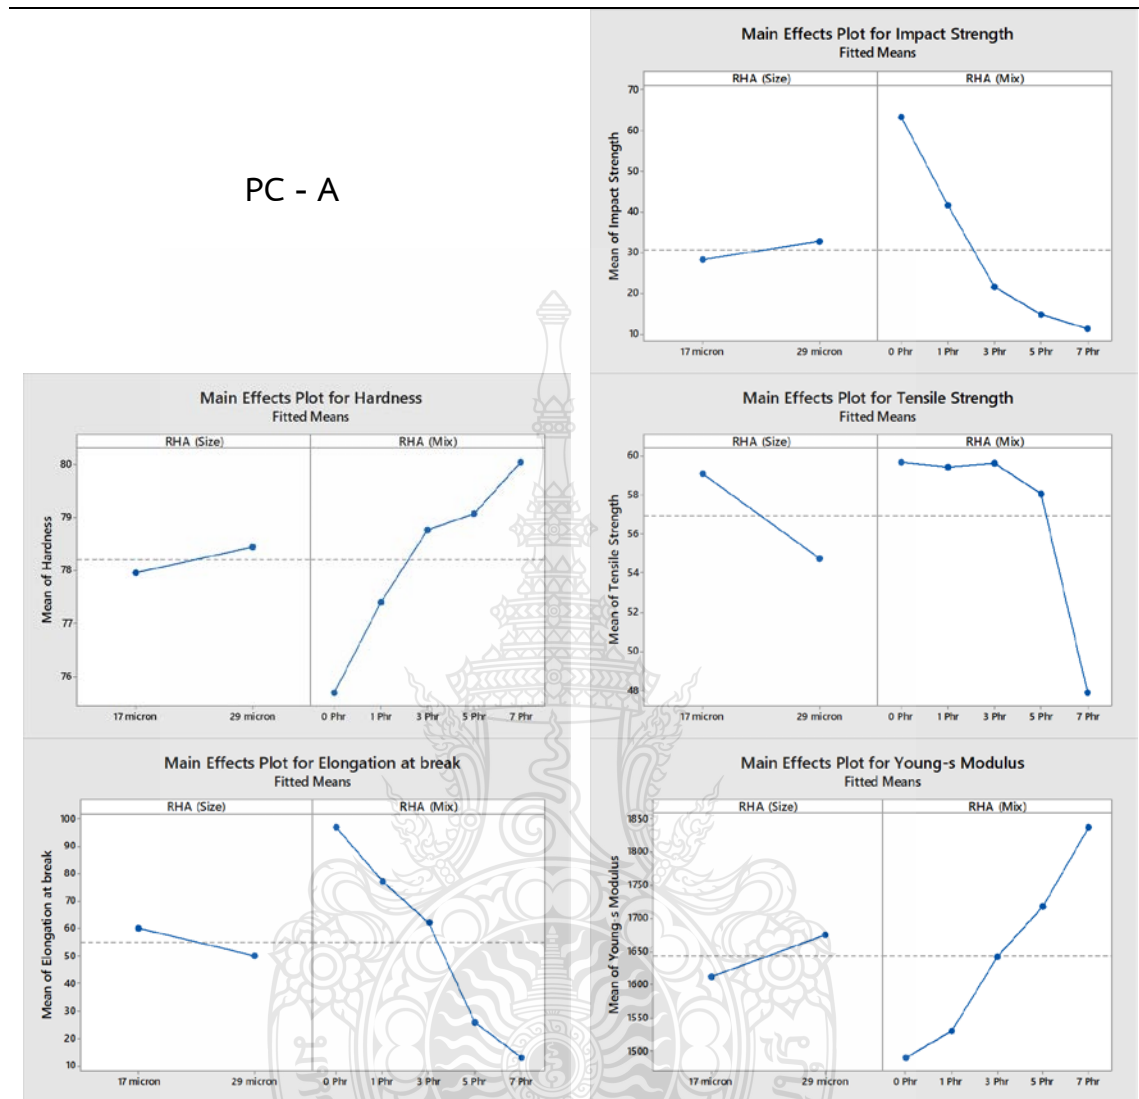 PC - A
Main Effects Plot for Impact Strength
Fitted Means
RHA (Size)
RHA (Mix)
Mean of Impact Strength
70
60
50
40
30
20
10
17 micron
29 micron
0 Phr
1 Phr
3 Phr
5 Phr
7 Phr
Main Effects Plot for Hardness
Fitted Means
RHA (Size)
RHA (Mix)
Mean of Hardness
80
79
78
77
76
17 micron
29 micron
0 Phr
1 Phr
3 Phr
5 Phr
7 Phr
Main Effects Plot for Tensile Strength
Fitted Means
RHA (Size)
RHA (Mix)
Mean of Tensile Strength
60
58
56
54
52
50
48
17 micron
29 micron
0 Phr
1 Phr
3 Phr
5 Phr
7 Phr
Main Effects Plot for Elongation at break
Fitted Means
RHA (Size)
RHA (Mix)
Mean of Elongation at break
100
90
80
70
60
50
40
30
20
10
17 micron
29 micron
0 Phr
1 Phr
3 Phr
5 Phr
7 Phr
Main Effects Plot for Young-s Modulus
Fitted Means
RHA (Size)
RHA (Mix)
Mean of Young-s Modulus
1850
1800
1750
1700
1650
1600
1550
1500
17 micron
29 micron
0 Phr
1 Phr
3 Phr
5 Phr
7 Phr